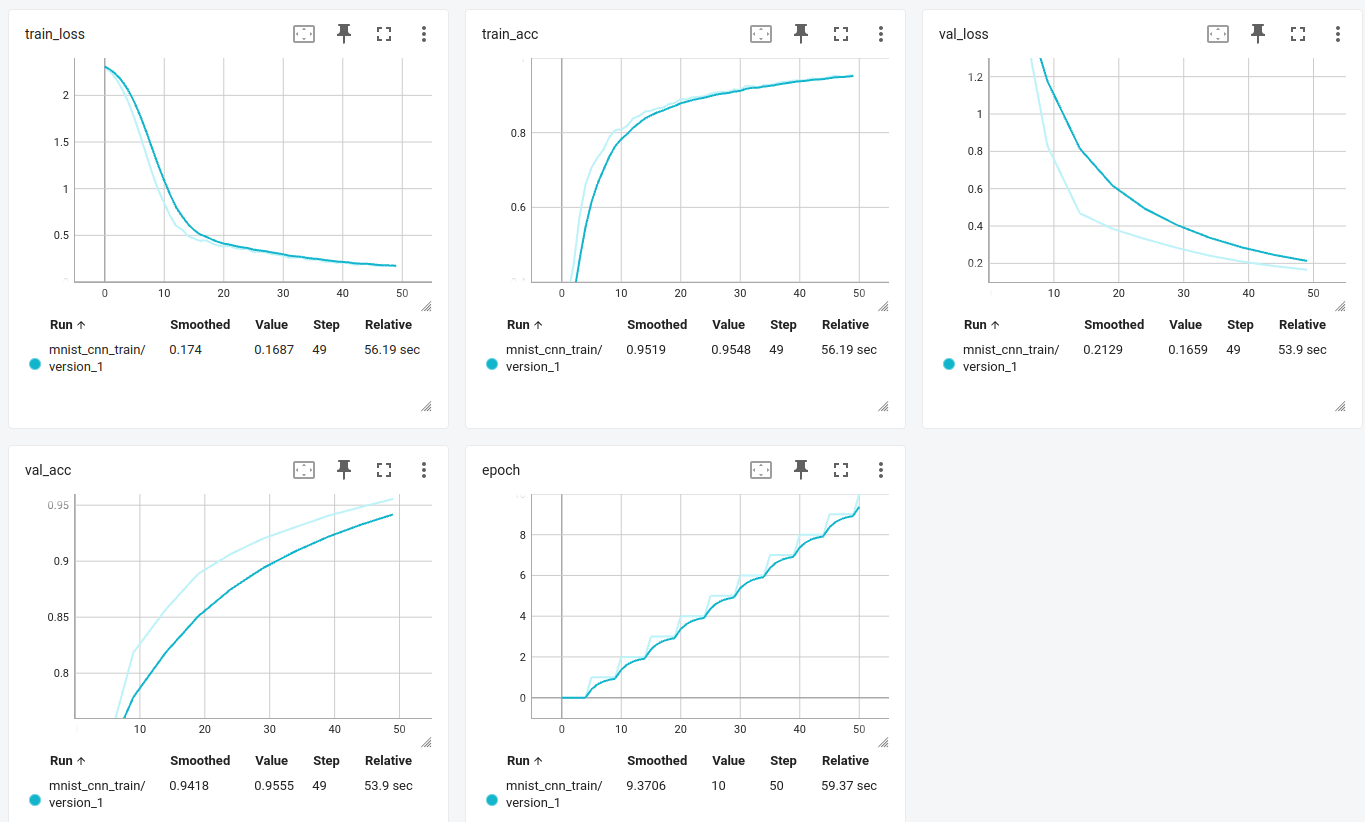 train_loss
2
1.5
1
0.5
0 10 20 30 40 50
Run ↑ Smoothed Value Step Relative
mnist_cnn_train/ 0.174 0.1687 49 56.19 sec
version_1
train_acc
0.8
0.6
0 10 20 30 40 50
Run ↑ Smoothed Value Step Relative
mnist_cnn_train/ 0.9519 0.9548 49 56.19 sec
version_1
val_loss
1.2
1
0.8
0.6
0.4
0.2
10 20 30 40 50
Run ↑ Smoothed Value Step Relative
mnist_cnn_train/ 0.2129 0.1659 49 53.9 sec
version_1
val_acc
0.95
0.9
0.85
0.8
10 20 30 40 50
Run ↑ Smoothed Value Step Relative
mnist_cnn_train/ 0.9418 0.9555 49 53.9 sec
version_1
epoch
8
6
4
2
0
0 10 20 30 40 50
Run ↑ Smoothed Value Step Relative
mnist_cnn_train/ 9.3706 10 50 59.37 sec
version_1